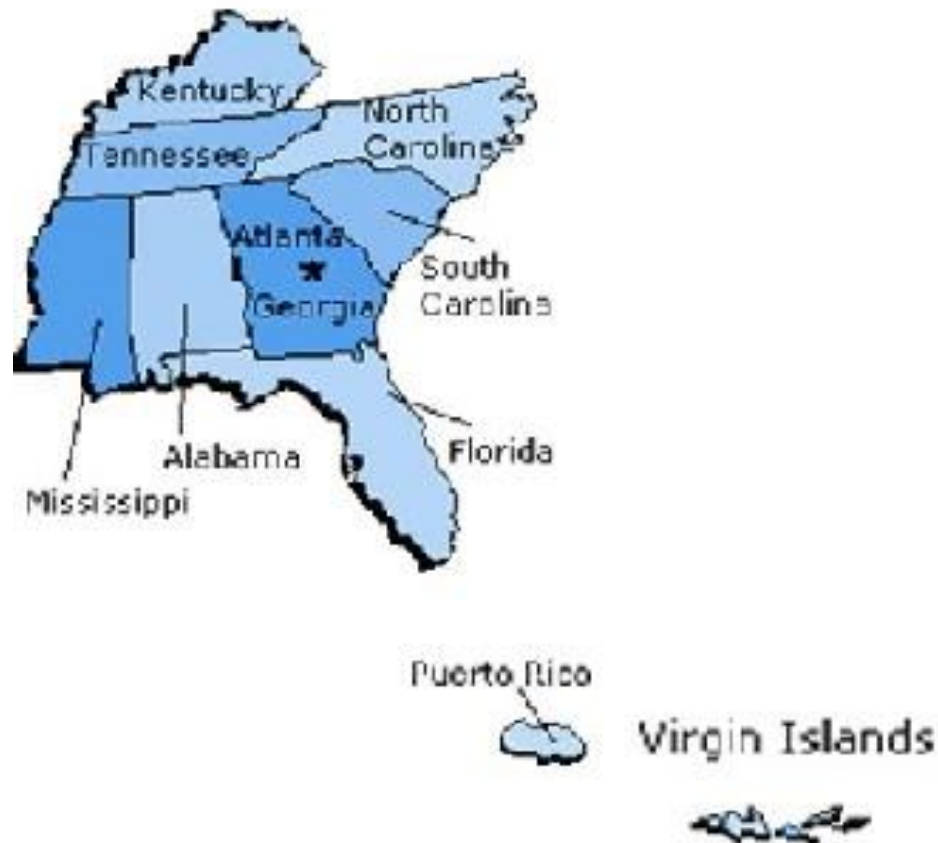 Kentucky
North
Carolina
Tennessee
Atlanta
Georgia
South
Carolina
Alabama
Florida
Mississippi
Puerto Rico
Virgin Islands